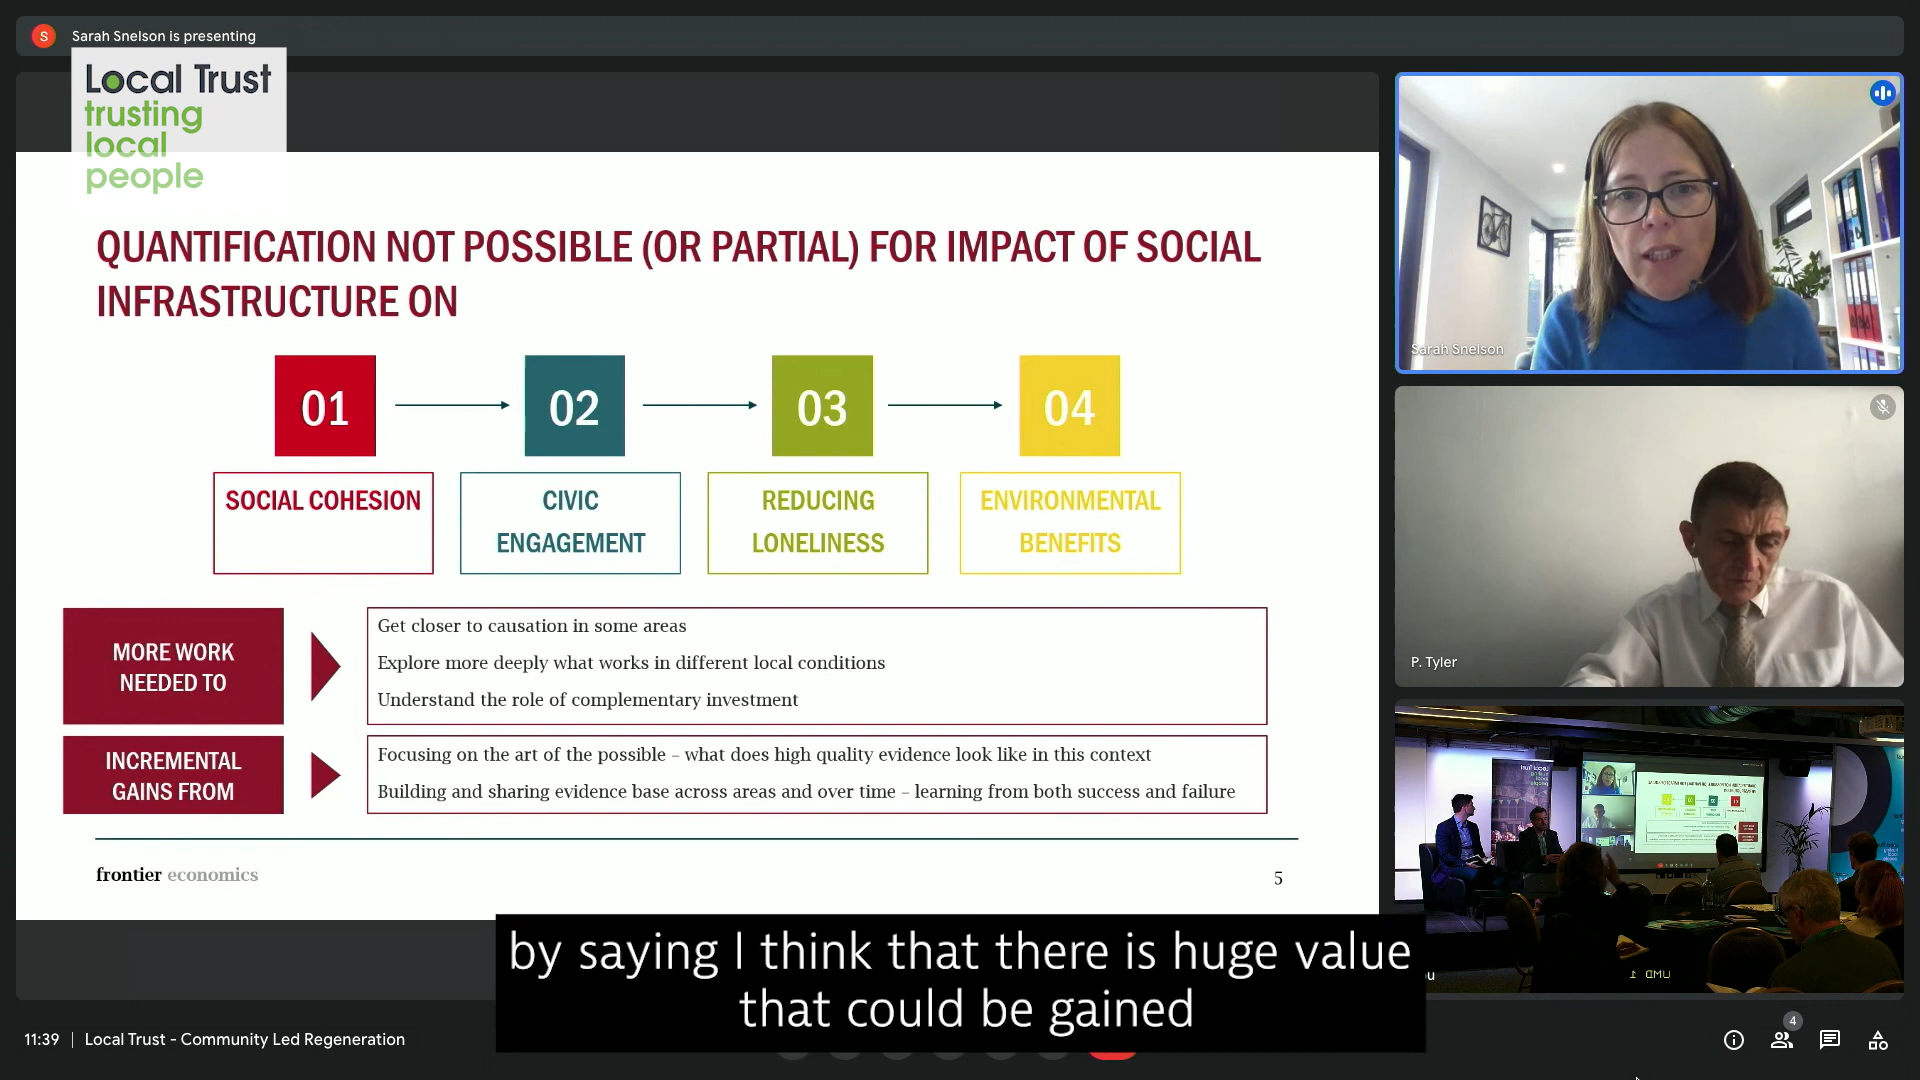 S
Sarah Snelson is presenting
Local Trust
trusting
local
people
QUANTIFICATION NOT POSSIBLE (OR PARTIAL) FOR IMPACT OF SOCIAL
INFRASTRUCTURE ON
01
02
03
04
SOCIAL COHESION
CIVIC
ENGAGEMENT
REDUCING
LONELINESS
ENVIRONMENTAL
BENEFITS
MORE WORK
NEEDED TO
Get closer to causation in some areas
Explore more deeply what works in different local conditions
Understand the role of complementary investment
INCREMENTAL
GAINS FROM
Focusing on the art of the possible – what does high quality evidence look like in this context
Building and sharing evidence base across areas and over time – learning from both success and failure
frontier economics
5
Sarah Snelson
P. Tyler
by saying I think that there is huge value
that could be gained
11:39 | Local Trust - Community Led Regeneration
4